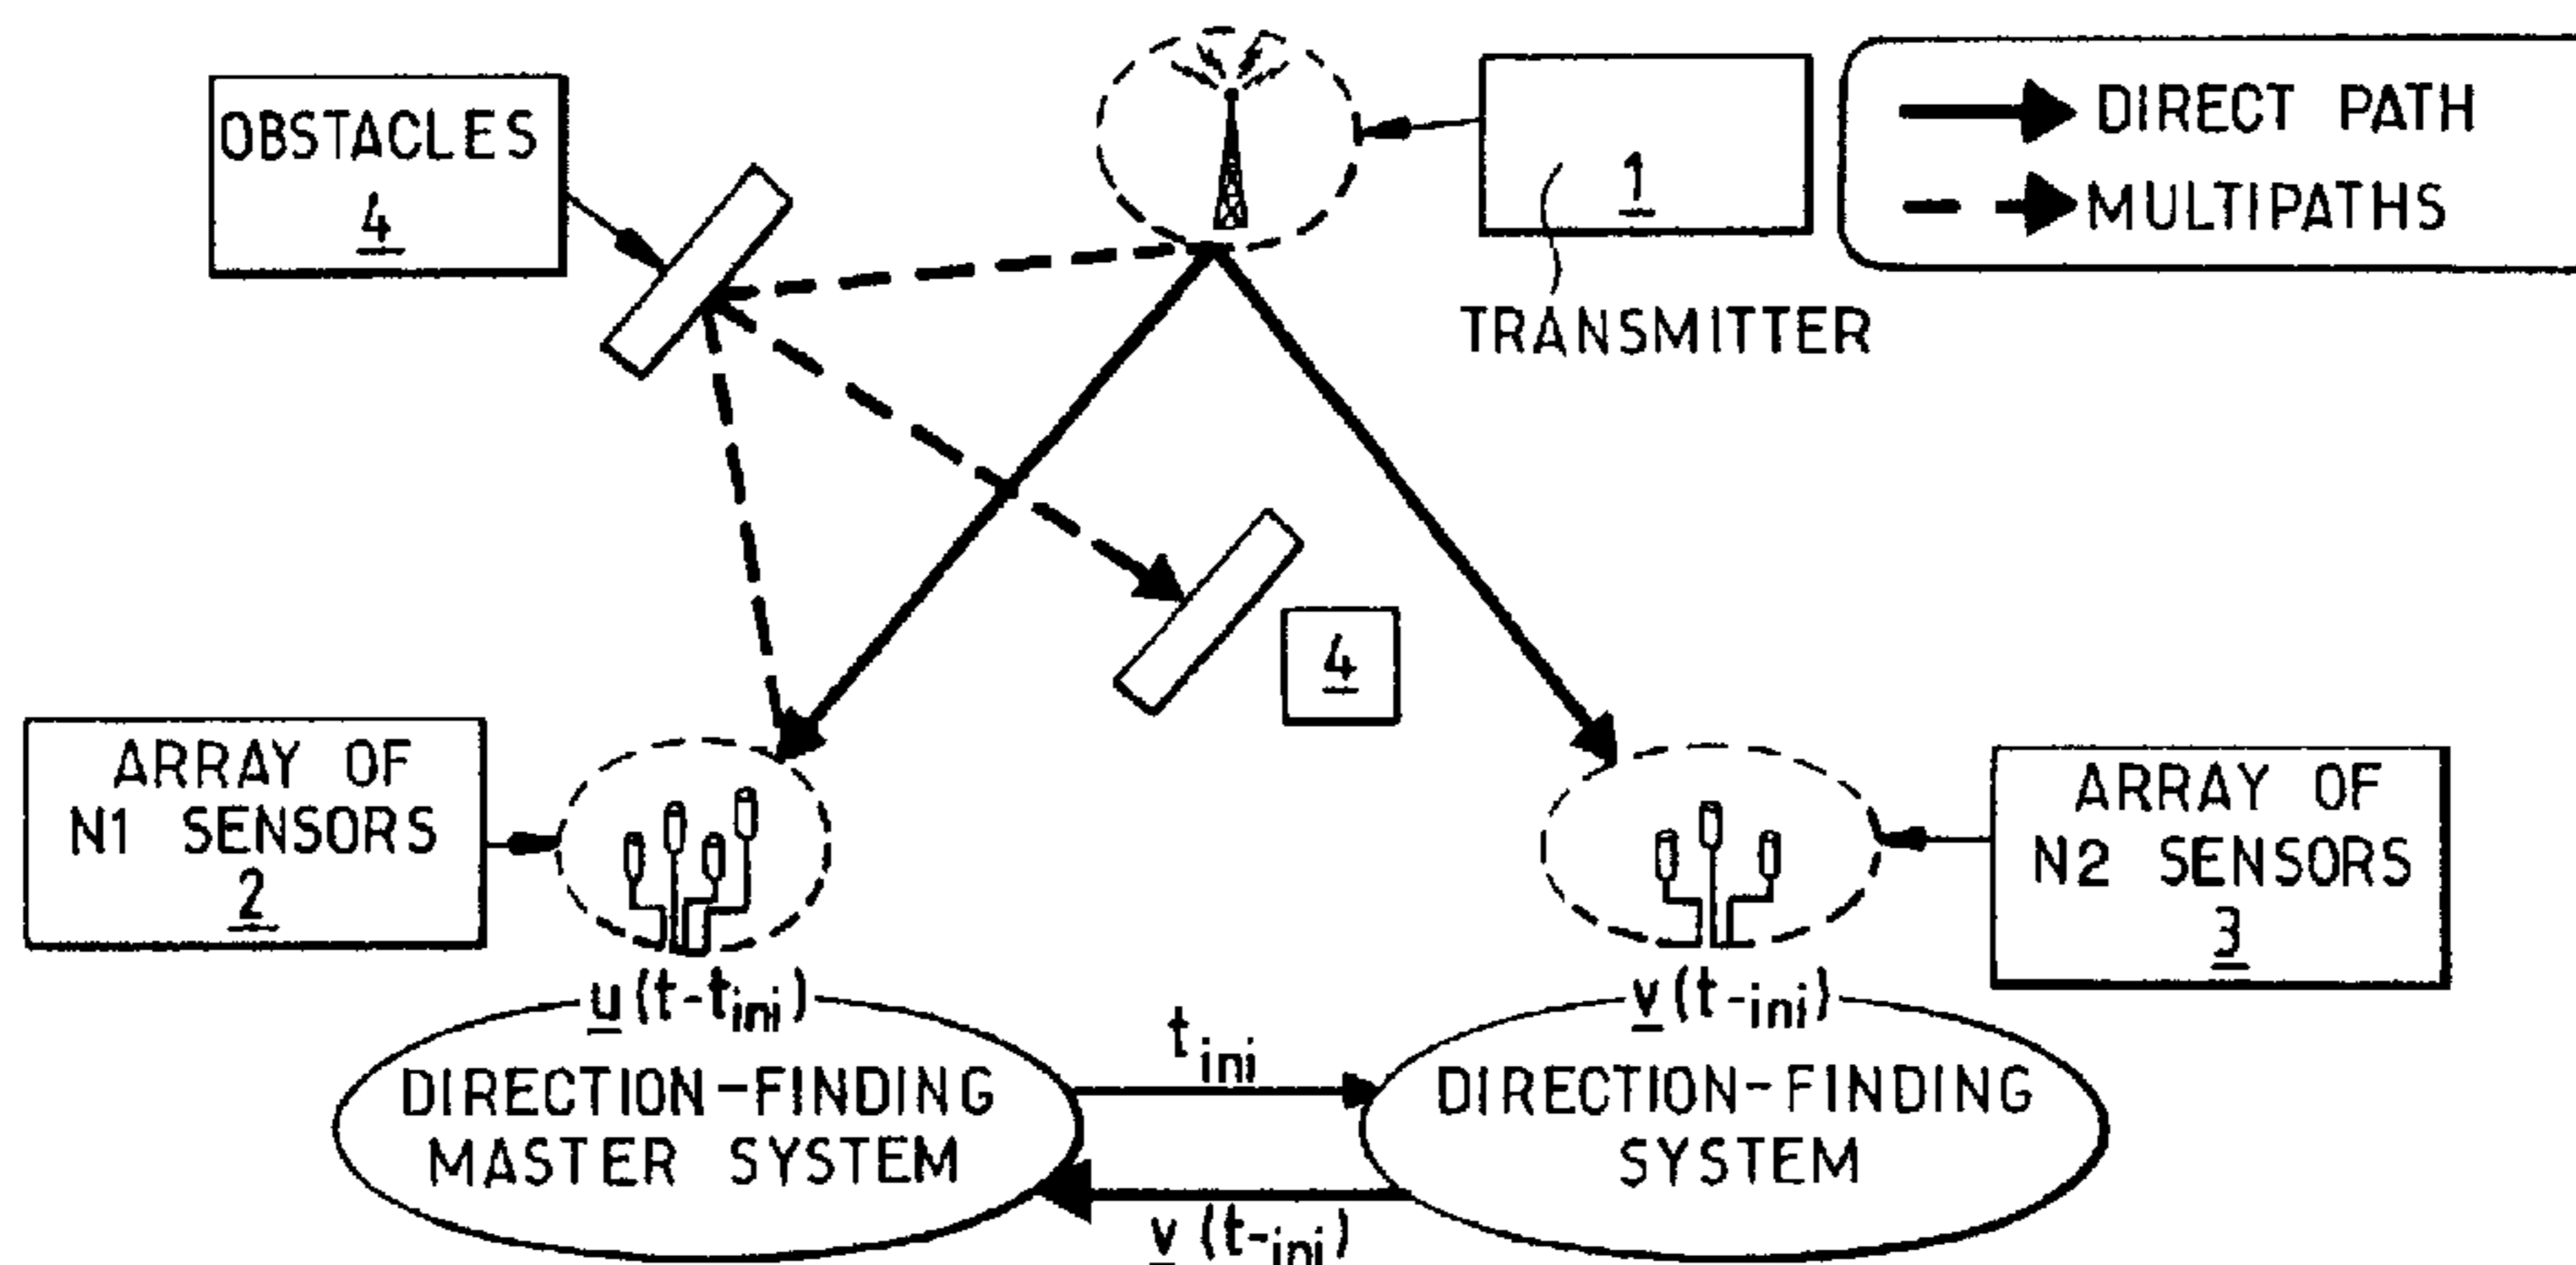 OBSTACLES
4
1
TRANSMITTER
DIRECT PATH
MULTIPATHS
4
ARRAY OF
N1 SENSORS
2
ARRAY OF
N2 SENSORS
3
u(t-tini)
DIRECTION-FINDING
MASTER SYSTEM
tini
v(t-ini)
v(t-ini)
DIRECTION-FINDING
SYSTEM